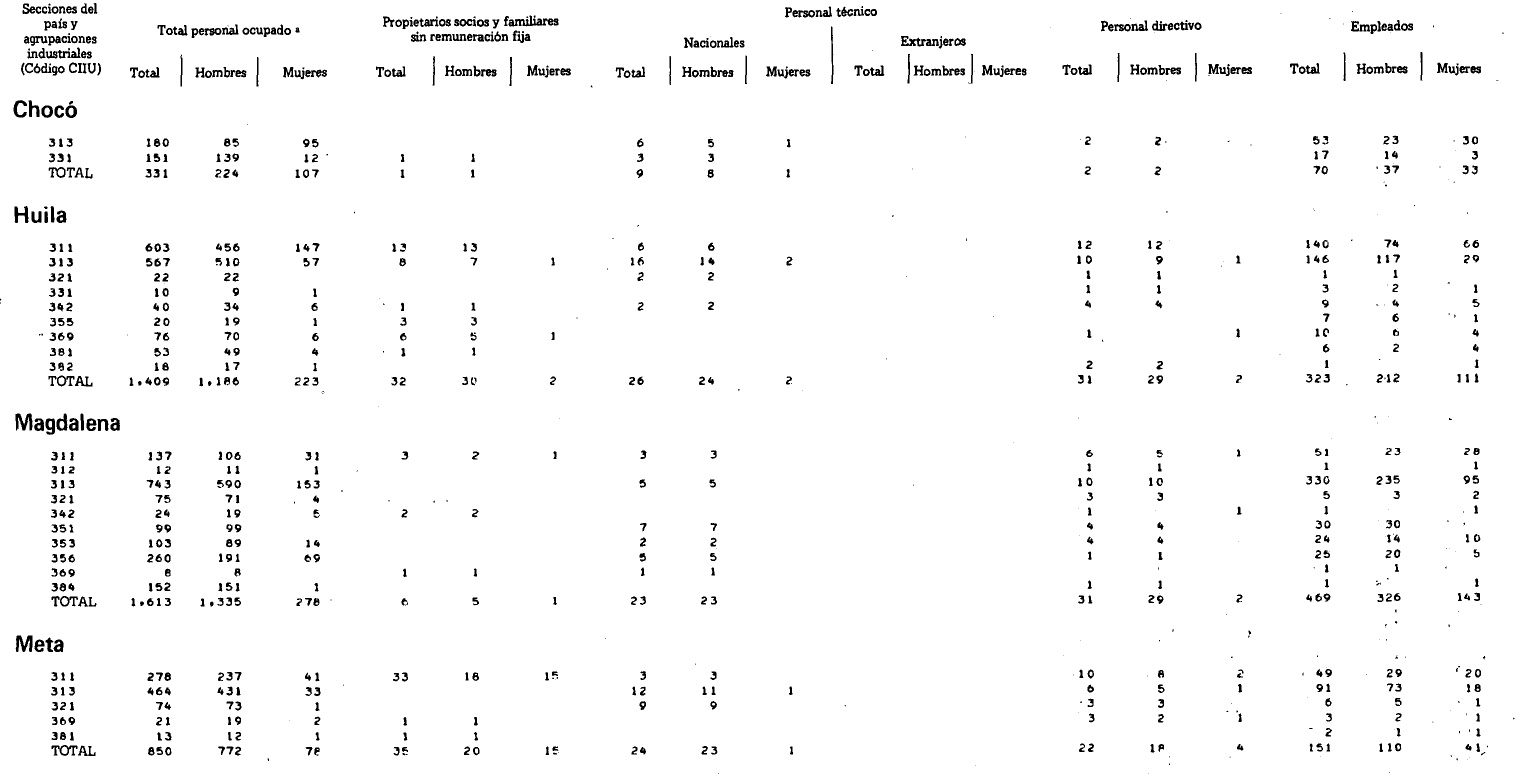 Secciones del país y agrupaciones industriales (Código CIIU) Total personal ocupado a Propietarios socios y familiares sin remuneración fija Personal técnico Personal directivo Empleados
Nacionales Extranjeros
Total Hombres Mujeres Total Hombres Mujeres Total Hombres Mujeres Total Hombres Mujeres Total Hombres Mujeres Total Hombres Mujeres
Chocó
313 180 85 95 6 5 1 2 2 53 23 30
331 151 139 12 1 1 3 3 17 14 3
TOTAL 331 224 107 1 1 9 8 1 2 2 70 37 33
Huila
311 603 456 147 13 13 6 6 12 12 140 74 66
313 567 510 57 8 7 1 16 14 2 10 9 1 146 117 29
321 22 22 2 2 1 1 1 1
331 10 9 1 1 1 3 2 1
342 40 34 6 1 1 2 2 4 4 9 4 5
355 20 19 1 3 3 7 6 1
369 76 70 6 6 5 1 1 1 10 6 4
381 53 49 4 1 1 6 2 4
382 18 17 1 2 2 1 1
TOTAL 1.409 1.186 223 32 30 2 26 24 2 31 29 2 323 212 111
Magdalena
311 137 106 31 3 2 1 3 3 6 5 1 51 23 28
312 12 11 1 1 1 1 1
313 743 590 153 5 5 10 10 330 235 95
321 75 71 4 3 3 5 3 2
342 24 19 5 2 2 1 1 1 1
351 99 99 7 7 4 4 30 30
353 103 89 14 2 2 4 4 24 14 10
356 260 191 69 5 5 1 1 25 20 5
369 8 8 1 1 1 1 1 1
384 152 151 1 1 1 1 1
TOTAL 1.613 1.335 278 6 5 1 23 23 31 29 2 469 326 143
Meta
311 278 237 41 33 18 15 3 3 10 8 2 49 29 20
313 464 431 33 12 11 1 6 5 1 91 73 18
321 74 73 1 9 9 3 3 6 5 1
369 21 19 2 1 1 3 2 1 3 2 1
381 13 12 1 1 1 2 1 1
TOTAL 850 772 78 35 20 15 24 23 1 22 18 4 151 110 41